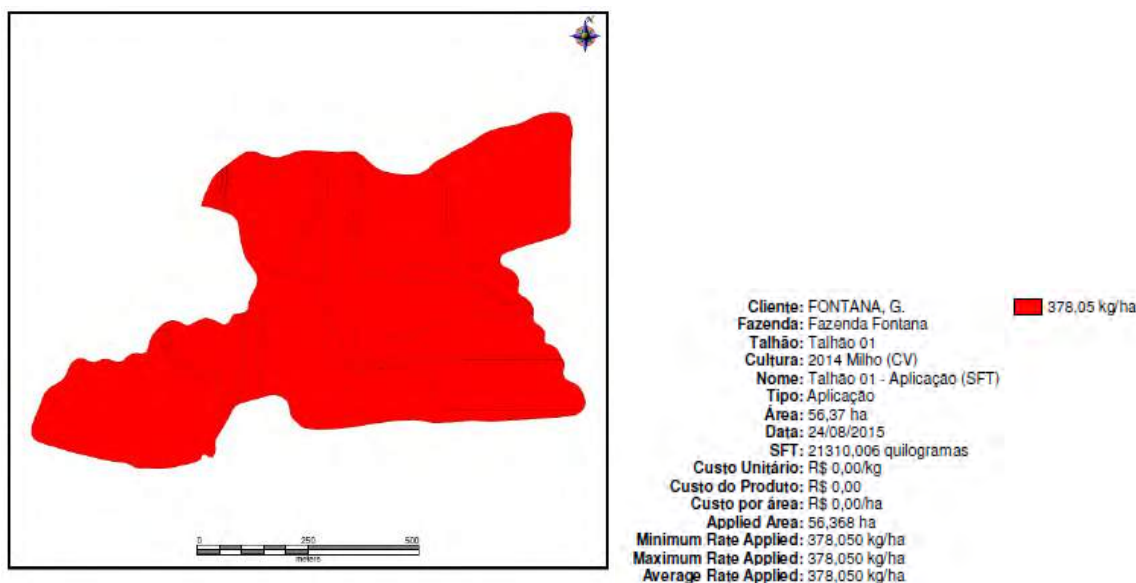 N
0 250 500
meters
Cliente: FONTANA, G.
378,05 kg/ha
Fazenda: Fazenda Fontana
Talhão: Talhão 01
Cultura: 2014 Milho (CV)
Nome: Talhão 01 - Aplicação (SFT)
Tipo: Aplicação
Área: 56,37 ha
Data: 24/08/2015
SFT: 21310,006 quilogramas
Custo Unitário: R$ 0,00/kg
Custo do Produto: R$ 0,00
Custo por área: R$ 0,00/ha
Applied Area: 56,368 ha
Minimum Rate Applied: 378,050 kg/ha
Maximum Rate Applied: 378,050 kg/ha
Average Rate Applied: 378,050 kg/ha